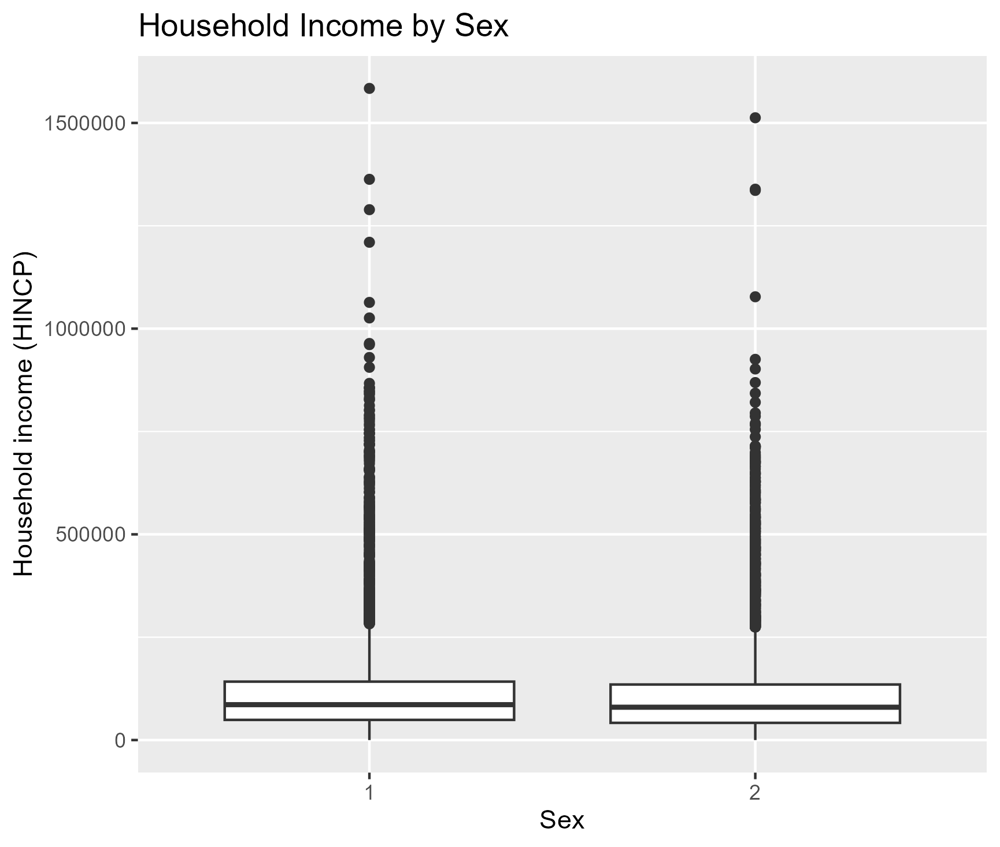 Household Income by Sex
Household income (HINCP)
1500000
1000000
500000
0
1
2
Sex